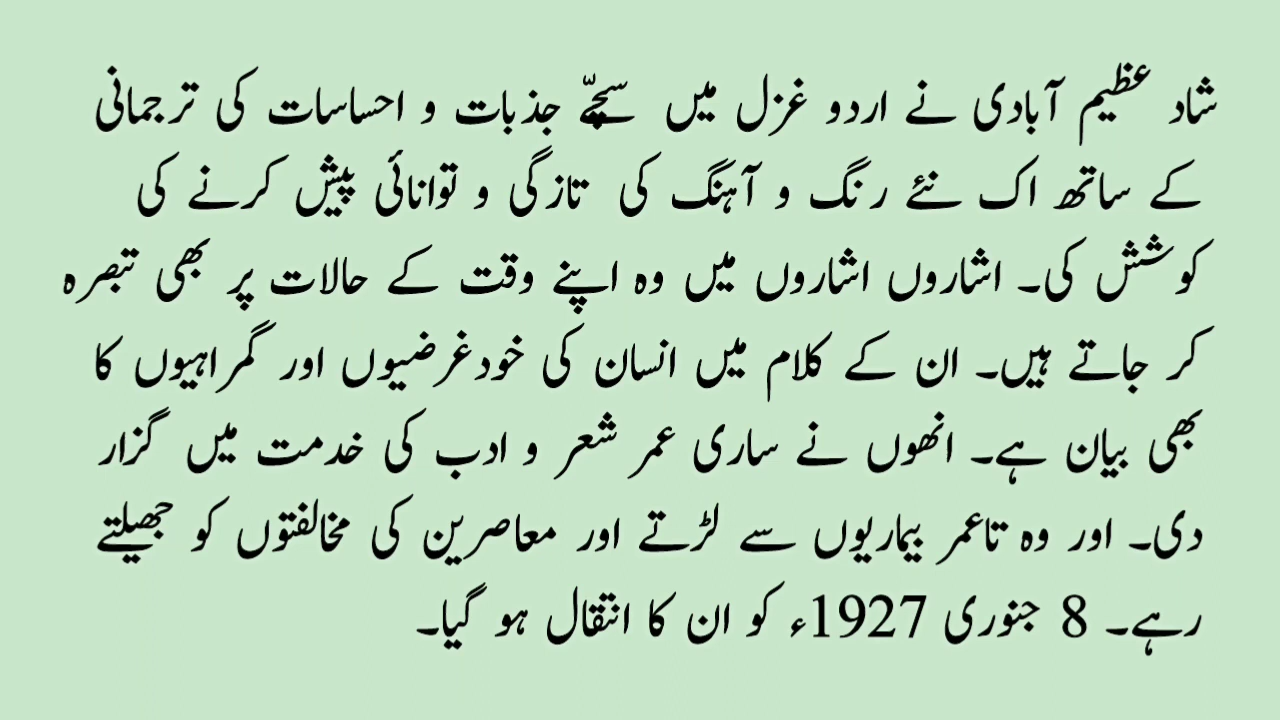 شاد عظیم آبادی نے اردو غزل میں سچّے جذبات و احساسات کی ترجمانی
کے ساتھ اک نئے رنگ و آہنگ کی تازگی و توانائی پیش کرنے کی
کوشش کی۔ اشاروں اشاروں میں وہ اپنے وقت کے حالات پر بھی تبصرہ
کر جاتے ہیں۔ ان کے کلام میں انسان کی خودغرضیوں اور گمراہیوں کا
بھی بیان ہے۔ انھوں نے ساری عمر شعر و ادب کی خدمت میں گزار
دی۔ اور وہ تاعمر بیماریوں سے لڑتے اور معاصرین کی مخالفتوں کو جھیلتے
رہے۔ 8 جنوری 1927ء کو ان کا انتقال ہو گیا۔